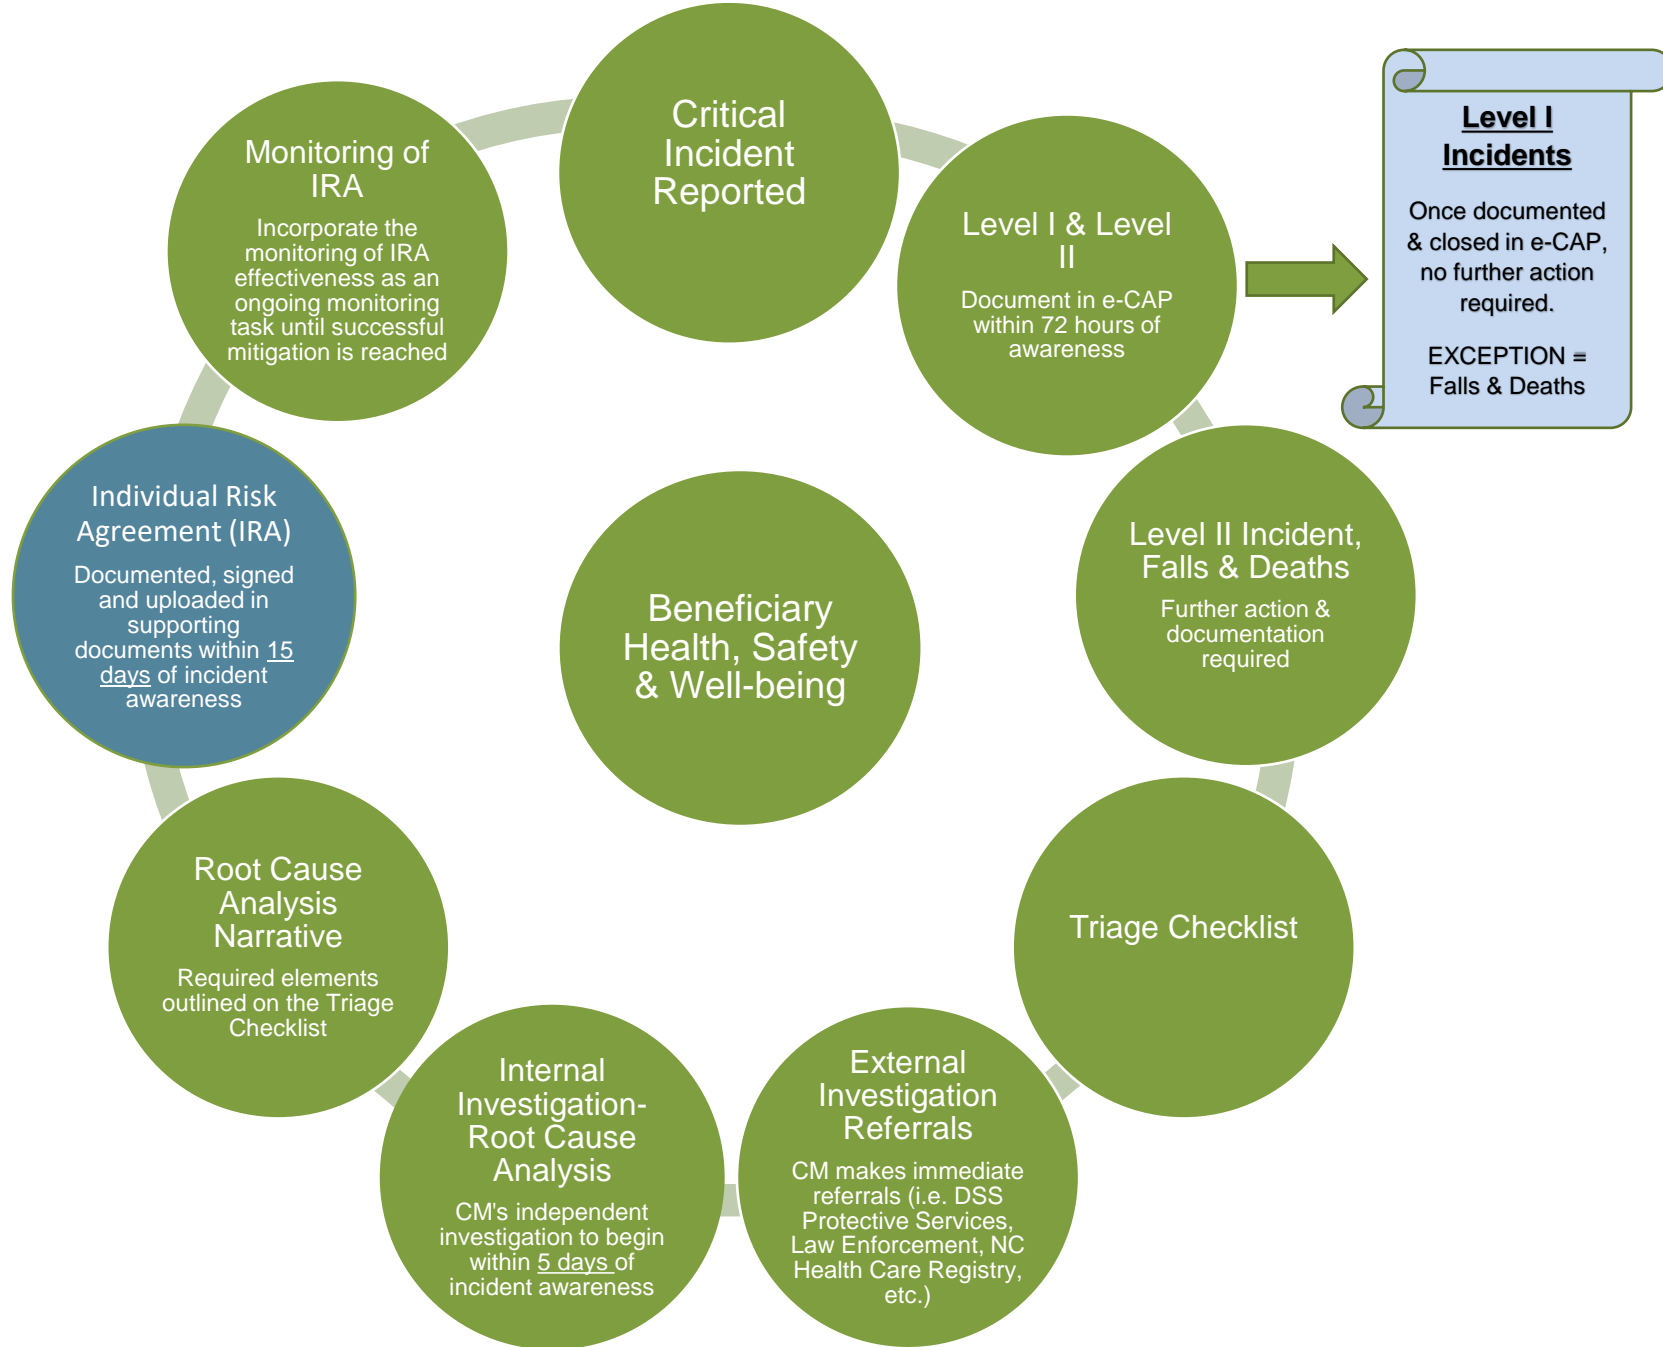 Critical
Incident
Reported
Level I & Level
II
Document in e-CAP
within 72 hours of
awareness
Level I
Incidents
Once documented
& closed in e-CAP,
no further action
required.
EXCEPTION =
Falls & Deaths
Level II Incident,
Falls & Deaths
Further action &
documentation
required
Triage Checklist
External
Investigation
Referrals
CM makes immediate
referrals (i.e. DSS
Protective Services,
Law Enforcement, NC
Health Care Registry,
etc.)
Internal
Investigation-
Root Cause
Analysis
CM's independent
investigation to begin
within 5 days of
incident awareness
Root Cause
Analysis
Narrative
Required elements
outlined on the Triage
Checklist
Individual Risk
Agreement (IRA)
Documented, signed
and uploaded in
supporting
documents within 15
days of incident
awareness
Monitoring of
IRA
Incorporate the
monitoring of IRA
effectiveness as an
ongoing monitoring
task until successful
mitigation is reached
Beneficiary
Health, Safety
& Well-being